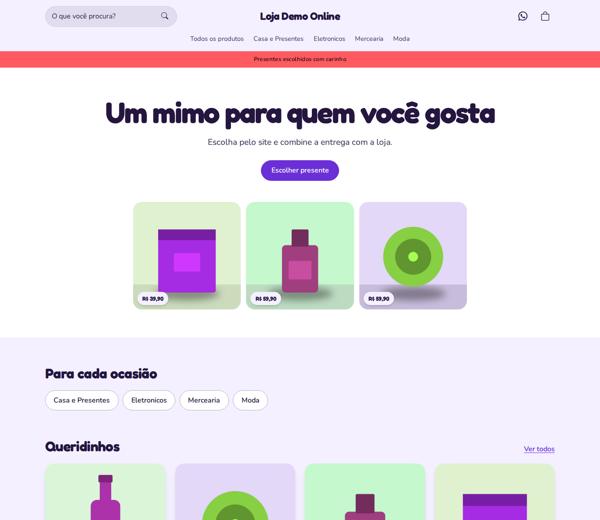 O que você procura?
Loja Demo Online
Todos os produtos
Casa e Presentes
Eletronicos
Mercearia
Moda
Presentes escolhidos com carinho
Um mimo para quem você gosta
Escolha pelo site e combine a entrega com a loja.
Escolher presente
R$ 39,90
R$ 59,90
R$ 59,90
Para cada ocasião
Casa e Presentes
Eletronicos
Mercearia
Moda
Queridinhos
Ver todos